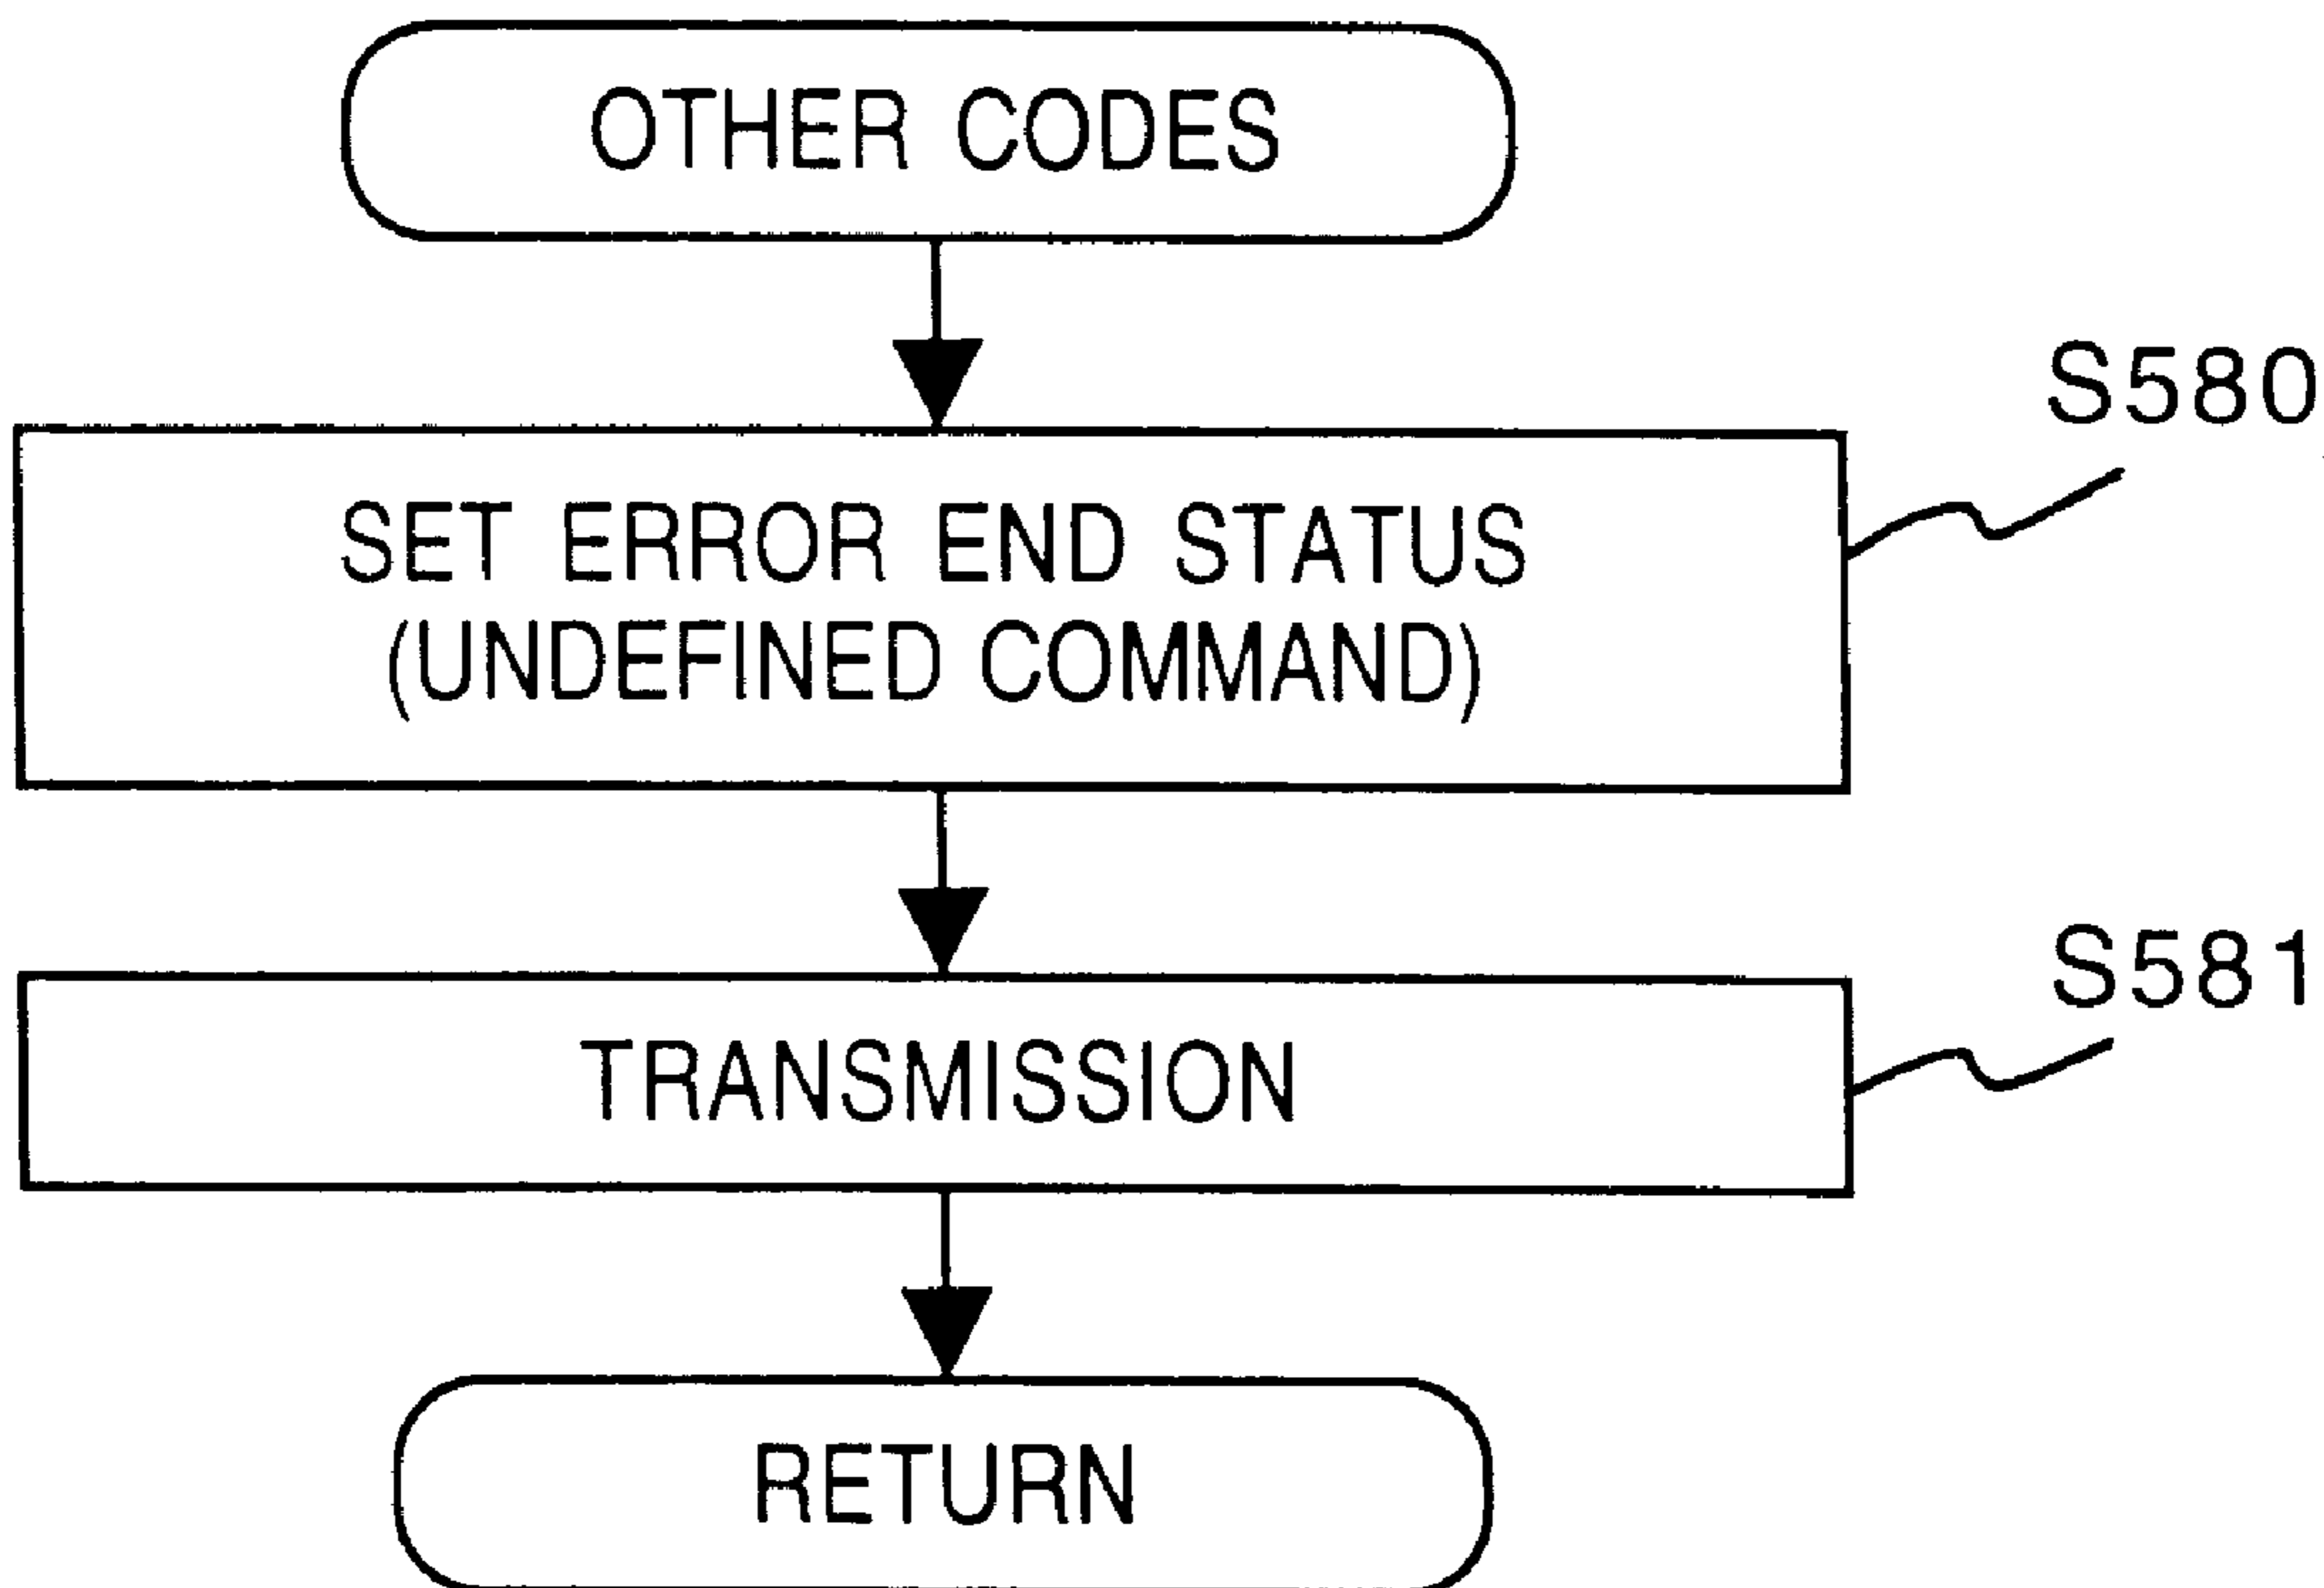 OTHER CODES
S580
SET ERROR END STATUS
(UNDEFINED COMMAND)
S581
TRANSMISSION
RETURN